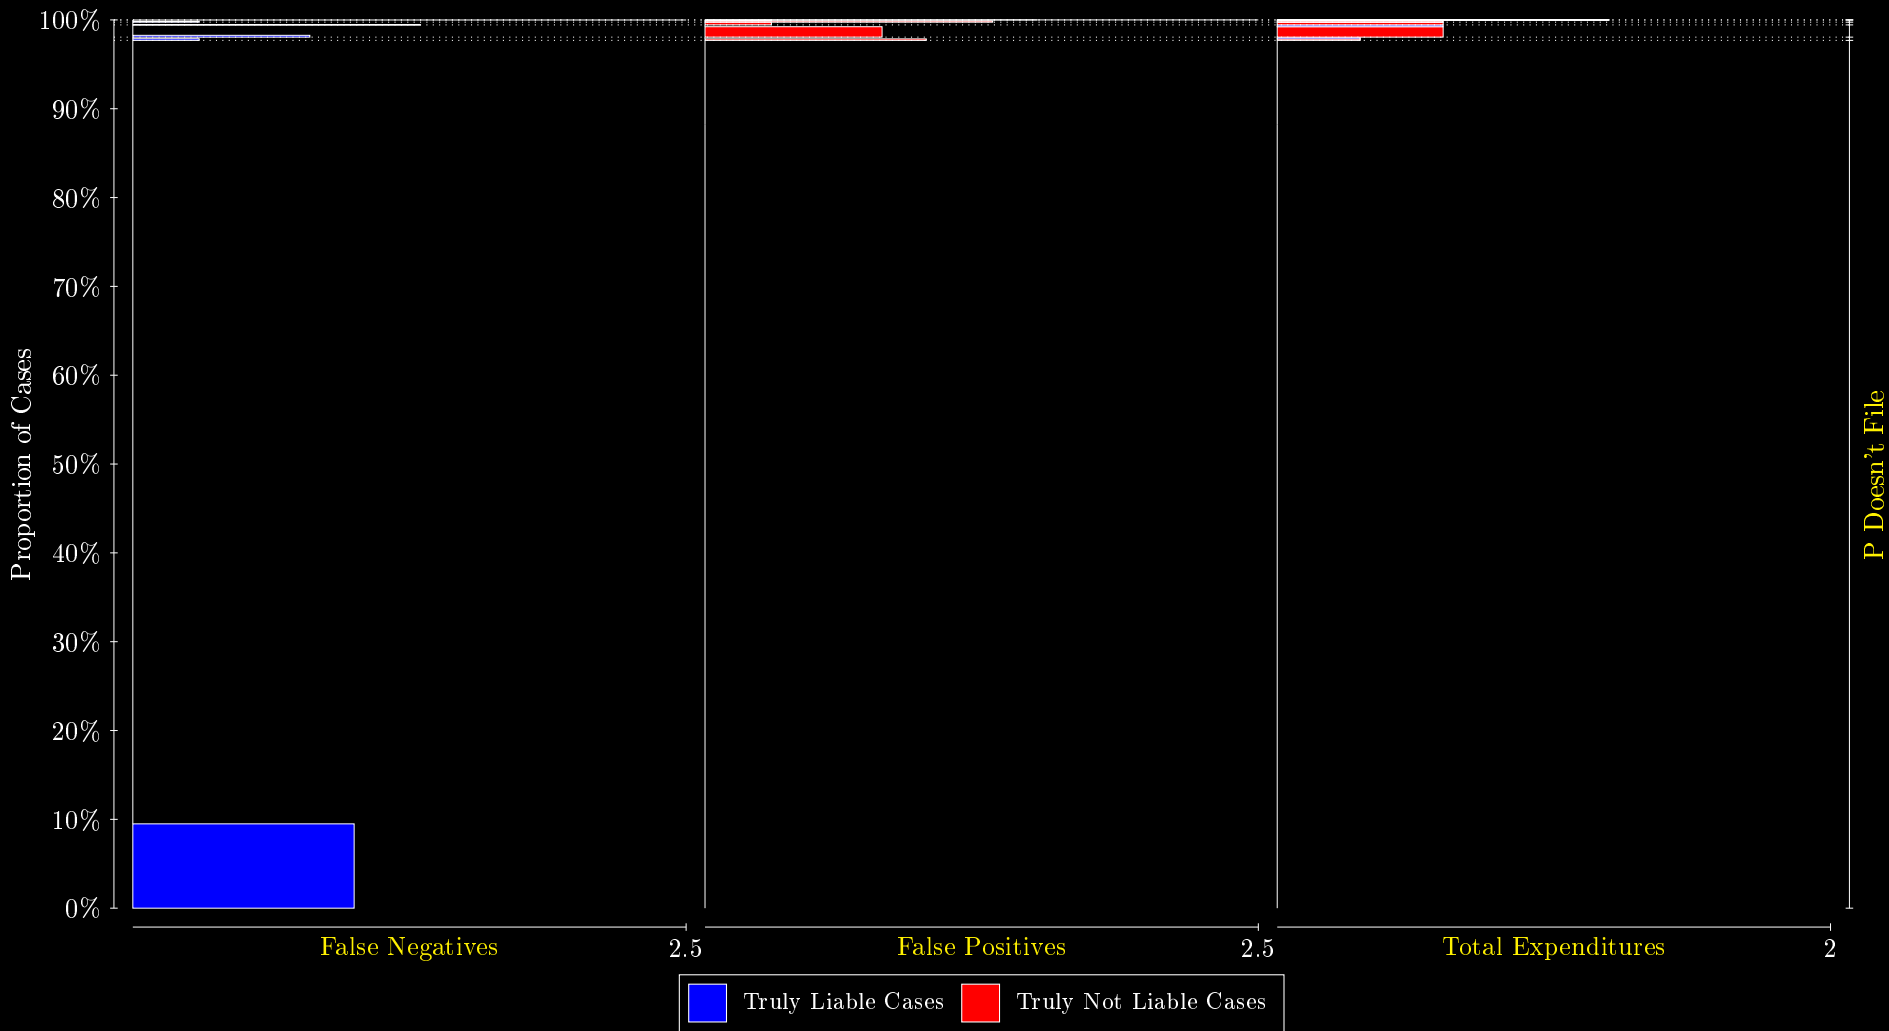 100%
90%
80%
70%
60%
50%
40%
30%
20%
10%
0%
Proportion of Cases
False Negatives
2.5
False Positives
2.5
Total Expenditures
2
P Doesn't File
Truly Liable Cases
Truly Not Liable Cases